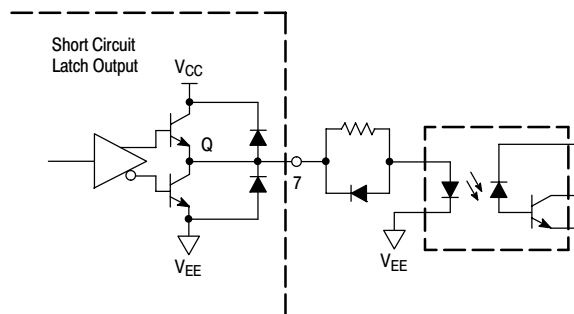 Short Circuit
Latch Output
VCC
Q
7
VEE
VEE